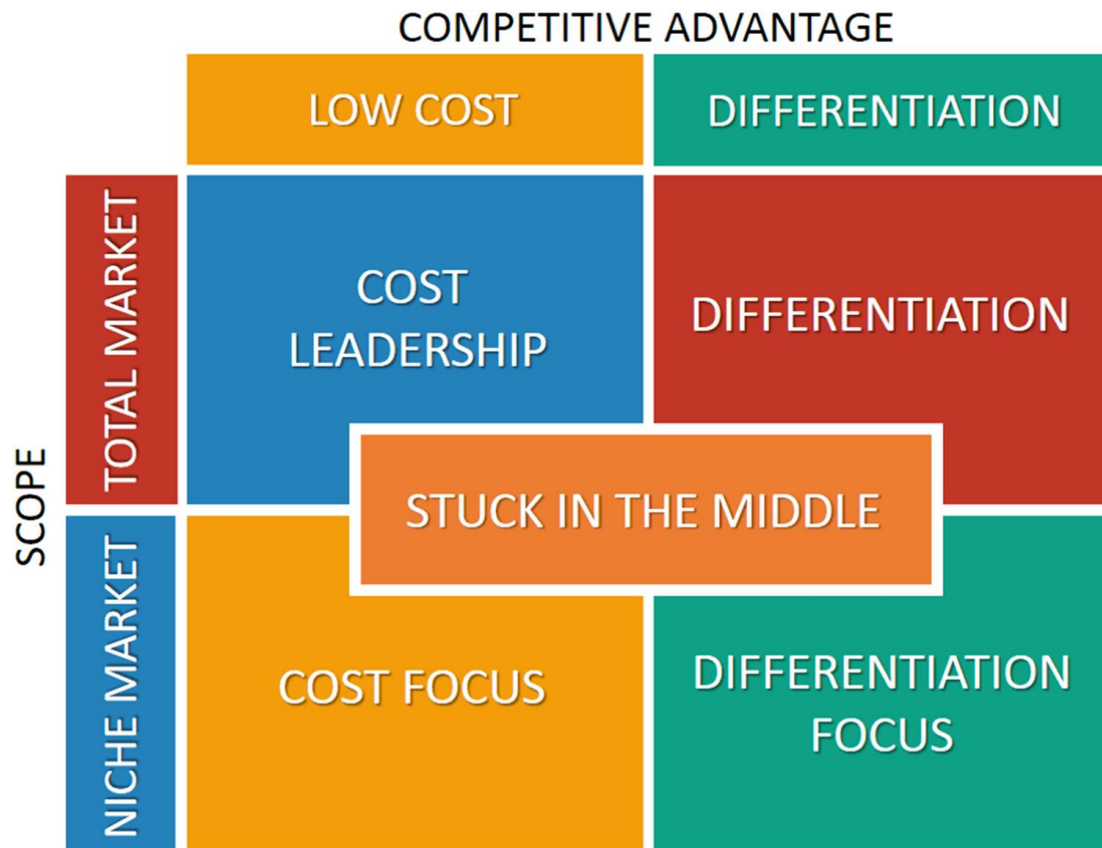 COMPETITIVE ADVANTAGE
LOW COST
DIFFERENTIATION
SCOPE
TOTAL MARKET
COST
LEADERSHIP
DIFFERENTIATION
STUCK IN THE MIDDLE
NICHE MARKET
COST FOCUS
DIFFERENTIATION
FOCUS